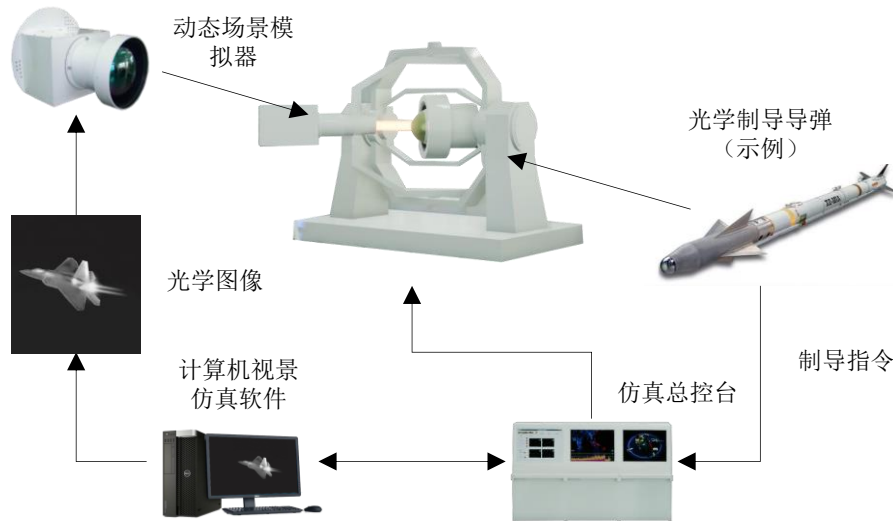 动态场景模
拟器
光学制导导弹
（示例）
光学图像
计算机视景
仿真软件
仿真总控台
制导指令